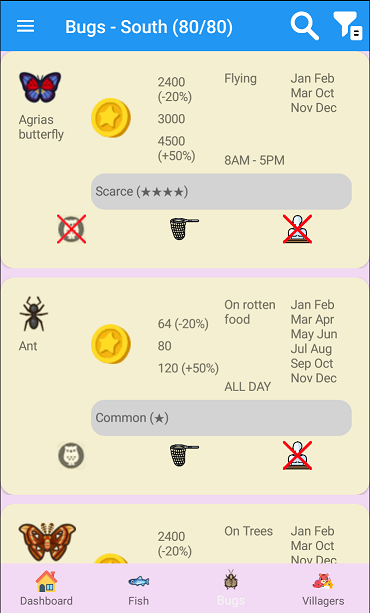 Bugs - South (80/80)
Agrias
butterfly
2400
(-20%)
3000
4500
(+50%)
Flying
8AM - 5PM
Jan Feb
Mar Oct
Nov Dec
Scarce (★★★★)
Ant
64 (-20%)
80
120 (+50%)
On rotten
food
ALL DAY
Jan Feb
Mar Apr
May Jun
Jul Aug
Sep Oct
Nov Dec
Common (★)
2400
(-20%)
On Trees
Jan Feb
Mar Oct
Nov Dec
Dashboard
Fish
Bugs
Villagers